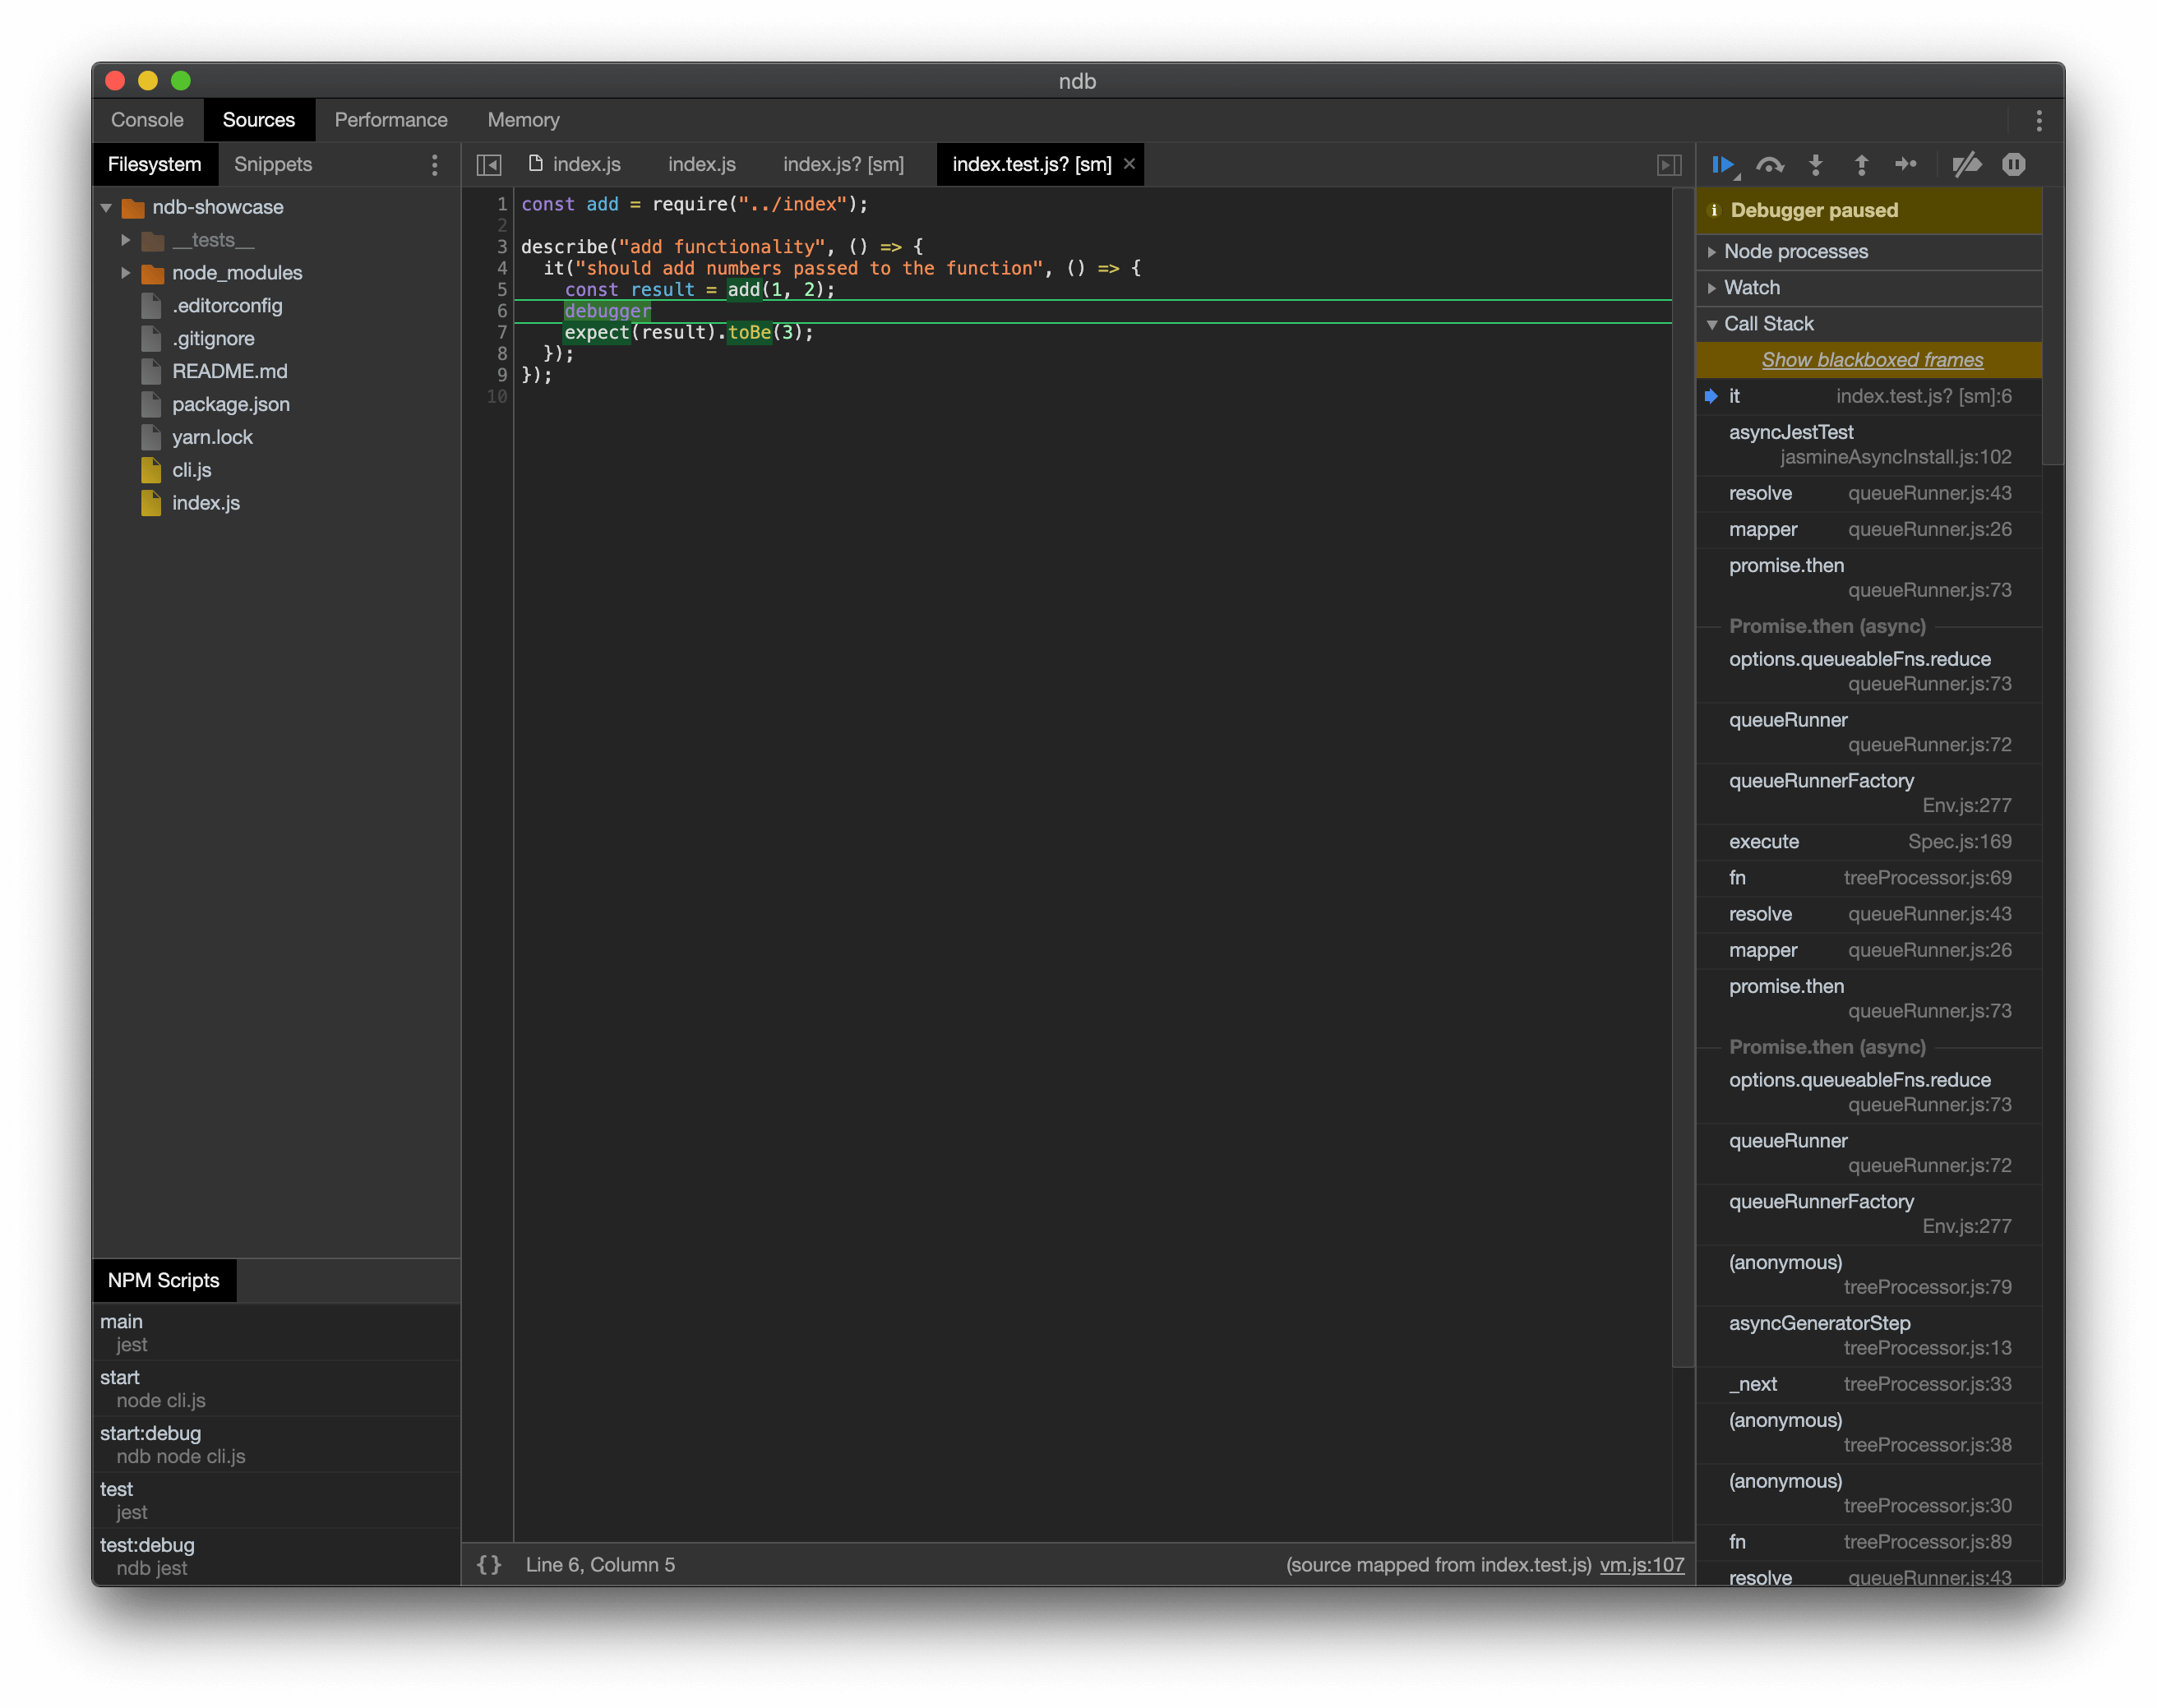 ndb
Console Sources Performance Memory
Filesystem Snippets
ndb-showcase
__tests__
node_modules
.editorconfig
.gitignore
README.md
package.json
yarn.lock
cli.js
index.js
NPM Scripts
main
jest
start
node cli.js
start:debug
ndb node cli.js
test
jest
test:debug
ndb jest
index.js index.js index.js? [sm] index.test.js? [sm] ×
1 const add = require("../index");
2
3 describe("add functionality", () => {
4 it("should add numbers passed to the function", () => {
5 const result = add(1, 2);
6 debugger
7 expect(result).toBe(3);
8 });
9 });
10
{} Line 6, Column 5 (source mapped from index.test.js) vm.js:107
Debugger paused
Node processes
Watch
Call Stack
Show blackboxed frames
it index.test.js? [sm]:6
asyncJestTest
jasmineAsyncInstall.js:102
resolve queueRunner.js:43
mapper queueRunner.js:26
promise.then
queueRunner.js:73
Promise.then (async)
options.queueableFns.reduce
queueRunner.js:73
queueRunner
queueRunner.js:72
queueRunnerFactory
Env.js:277
execute Spec.js:169
fn treeProcessor.js:69
resolve queueRunner.js:43
mapper queueRunner.js:26
promise.then
queueRunner.js:73
Promise.then (async)
options.queueableFns.reduce
queueRunner.js:73
queueRunner
queueRunner.js:72
queueRunnerFactory
Env.js:277
(anonymous)
treeProcessor.js:79
asyncGeneratorStep
treeProcessor.js:13
_next treeProcessor.js:33
(anonymous)
treeProcessor.js:38
(anonymous)
treeProcessor.js:30
fn treeProcessor.js:89
resolve queueRunner.js:43